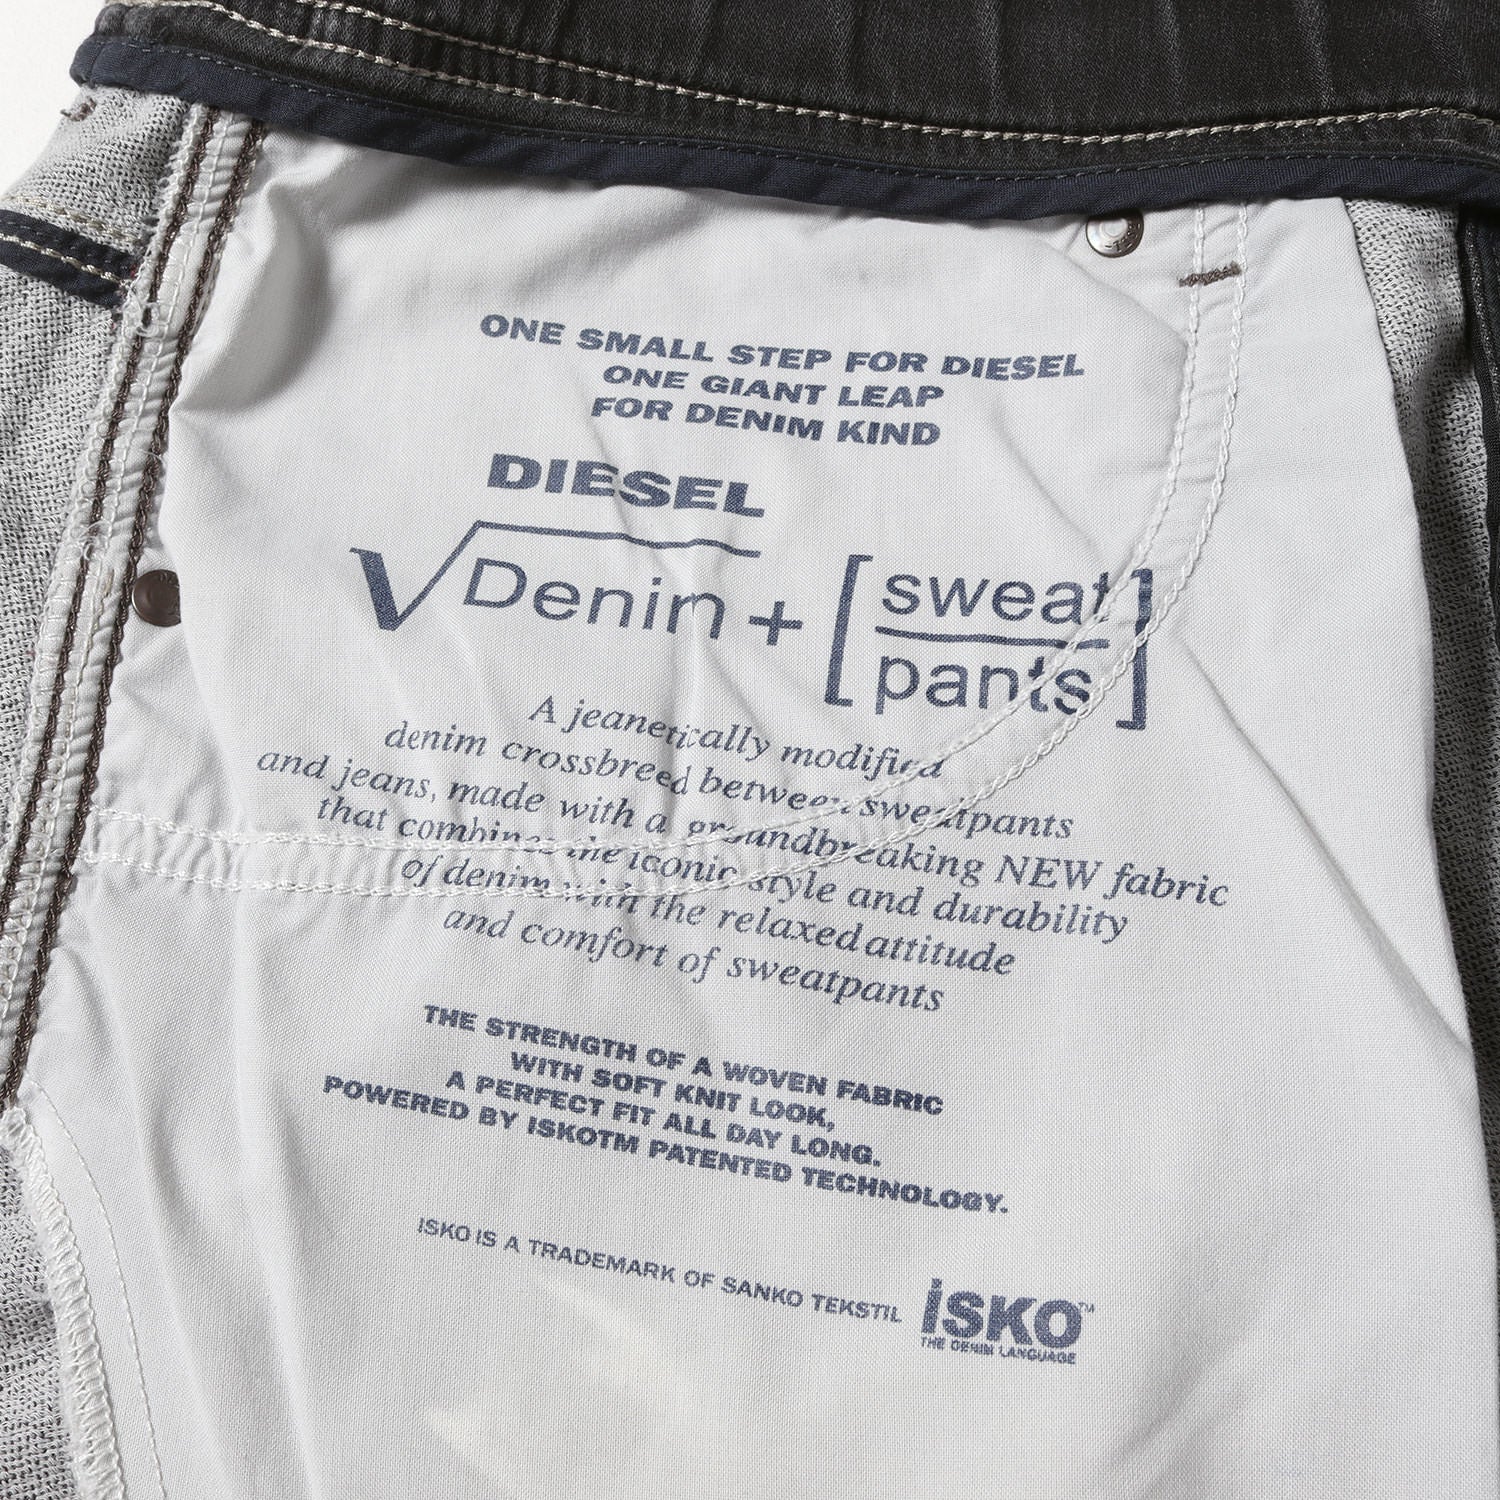 ONE SMALL STEP FOR DIESEL
ONE GIANT LEAP
FOR DENIM KIND
DIESEL
√Denin + [sweat
pants]
A jeanetically modified
denim crossbreed between sweatpants
and jeans, made with a groundbreaking NEW fabric
that combines the iconic style and durability
of denim with the relaxed attitude
and comfort of sweatpants
THE STRENGTH OF A WOVEN FABRIC
WITH SOFT KNIT LOOK,
A PERFECT FIT ALL DAY LONG.
POWERED BY ISKOTM PATENTED TECHNOLOGY.
İSKO IS A TRADEMARK OF SANKO TEKSTIL
İSKO™
THE DENIM LANGUAGE